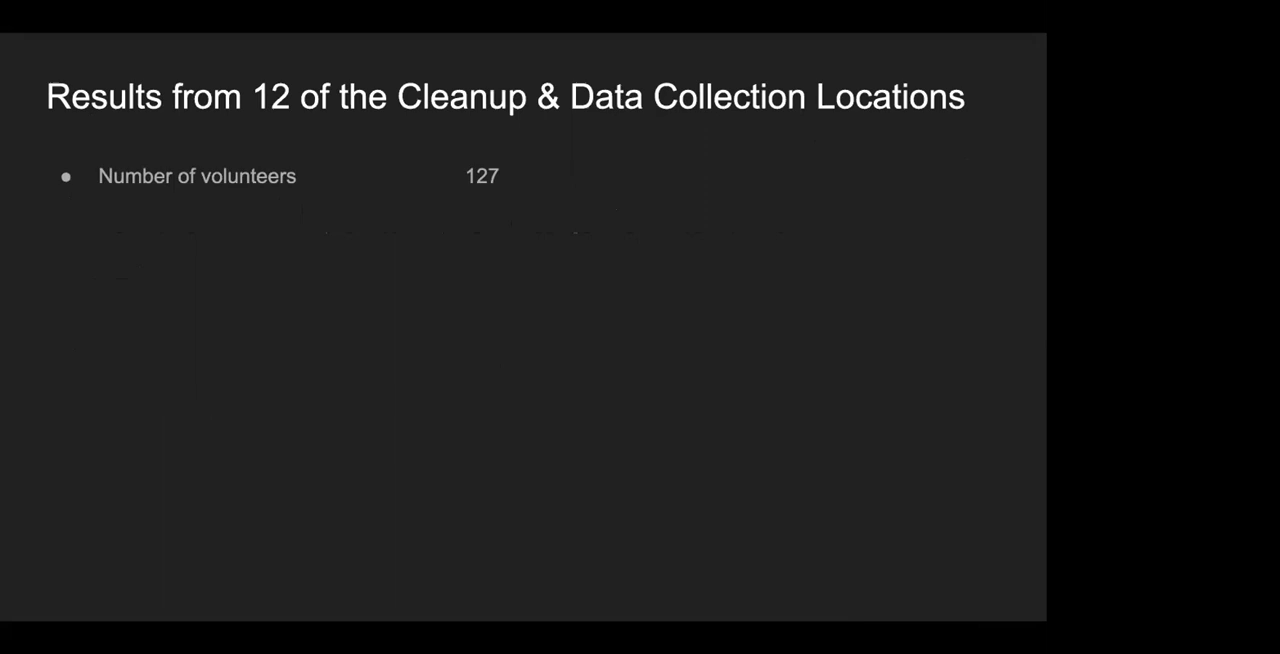 Results from 12 of the Cleanup & Data Collection Locations
● Number of volunteers 127